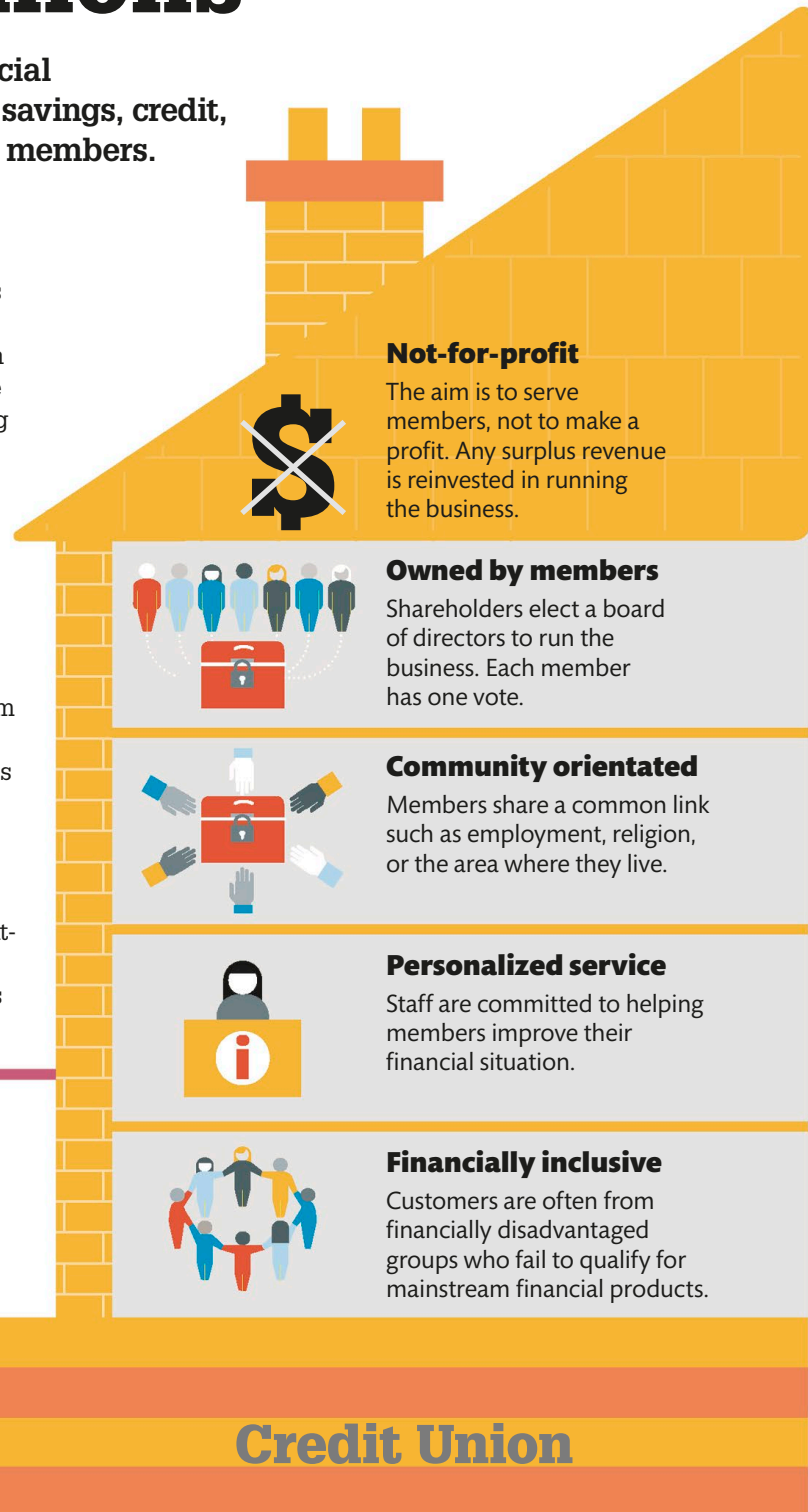 cial
savings, credit,
members.
g
m
s
t-
s
Not-for-profit
The aim is to serve
members, not to make a
profit. Any surplus revenue
is reinvested in running
the business.
Owned by members
Shareholders elect a board
of directors to run the
business. Each member
has one vote.
Community orientated
Members share a common link
such as employment, religion,
or the area where they live.
Personalized service
Staff are committed to helping
members improve their
financial situation.
i
Financially inclusive
Customers are often from
financially disadvantaged
groups who fail to qualify for
mainstream financial products.
Credit Union